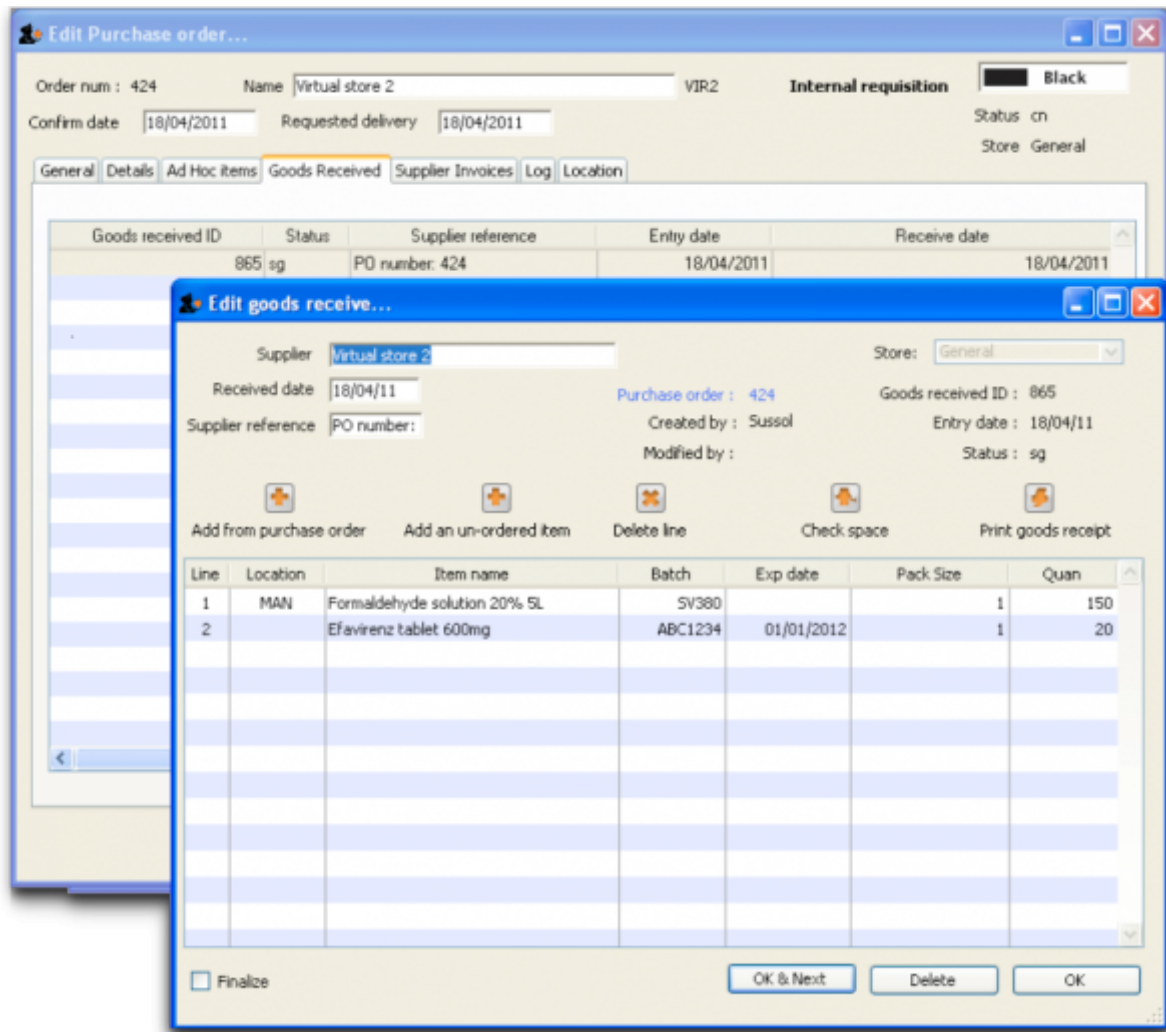 Edit Purchase order...
Order num : 424 Name Virtual store 2 VIR2 Internal requisition Black
Confirm date 18/04/2011 Requested delivery 18/04/2011 Status cn
Store General
General Details Ad Hoc items Goods Received Supplier Invoices Log Location
Goods received ID Status Supplier reference Entry date Receive date
865 sg PO number: 424 18/04/2011 18/04/2011
Edit goods receive...
Supplier Virtual store 2 Store: General
Received date 18/04/11 Purchase order : 424 Goods received ID : 865
Supplier reference PO number: Created by : Sussol Entry date : 18/04/11
Modified by : Status : sg
Add from purchase order Add an un-ordered item Delete line Check space Print goods receipt
Line Location Item name Batch Exp date Pack Size Quan
1 MAN Formaldehyde solution 20% 5L SV380 1 150
2 Efavirenz tablet 600mg ABC1234 01/01/2012 1 20
Finalize OK & Next Delete OK